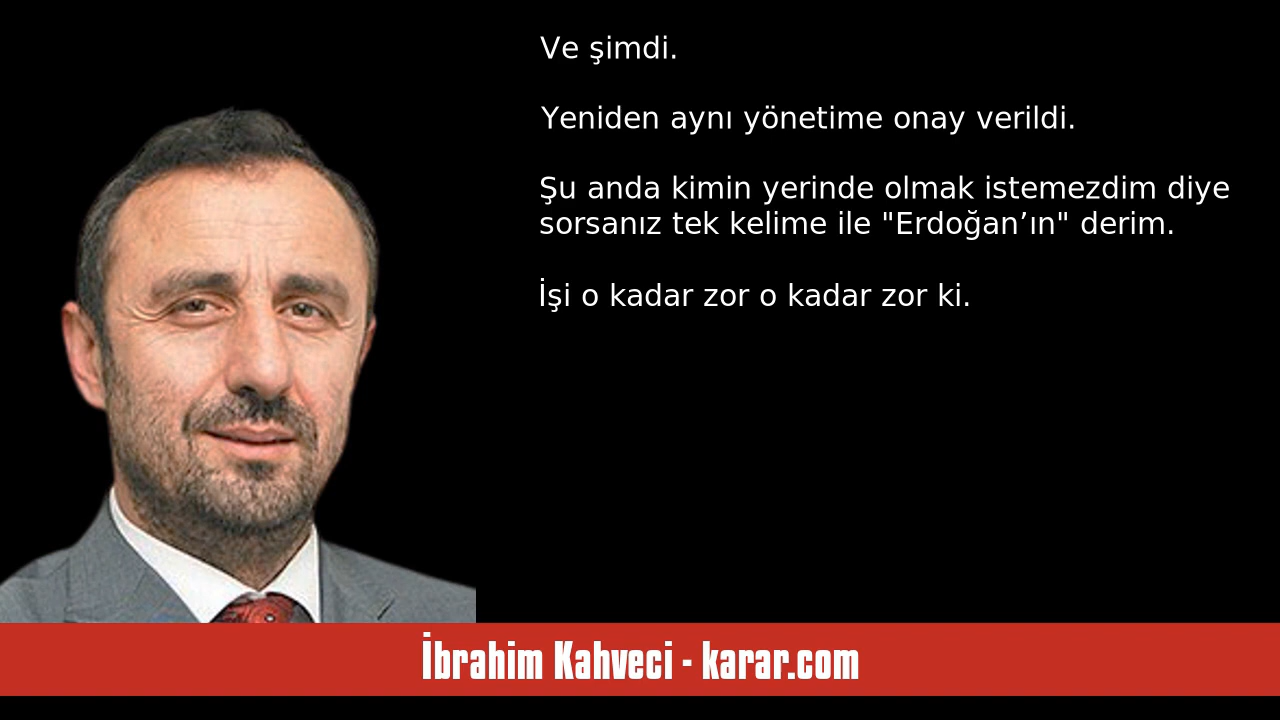 Ve şimdi.
Yeniden aynı yönetime onay verildi.
Şu anda kimin yerinde olmak istemezdim diye
sorsanız tek kelime ile "Erdoğan’ın" derim.
İşi o kadar zor o kadar zor ki.
İbrahim Kahveci - karar.com